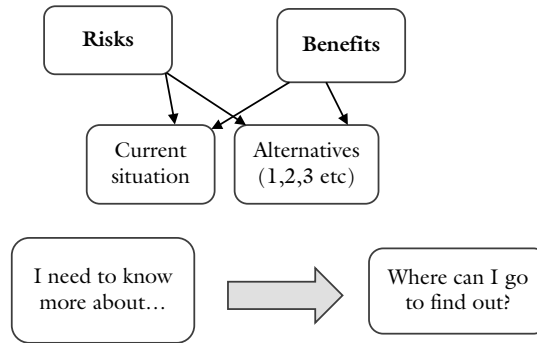 Risks
Benefits
Current
situation
Alternatives
(1,2,3 etc)
I need to know
more about…
Where can I go
to find out?